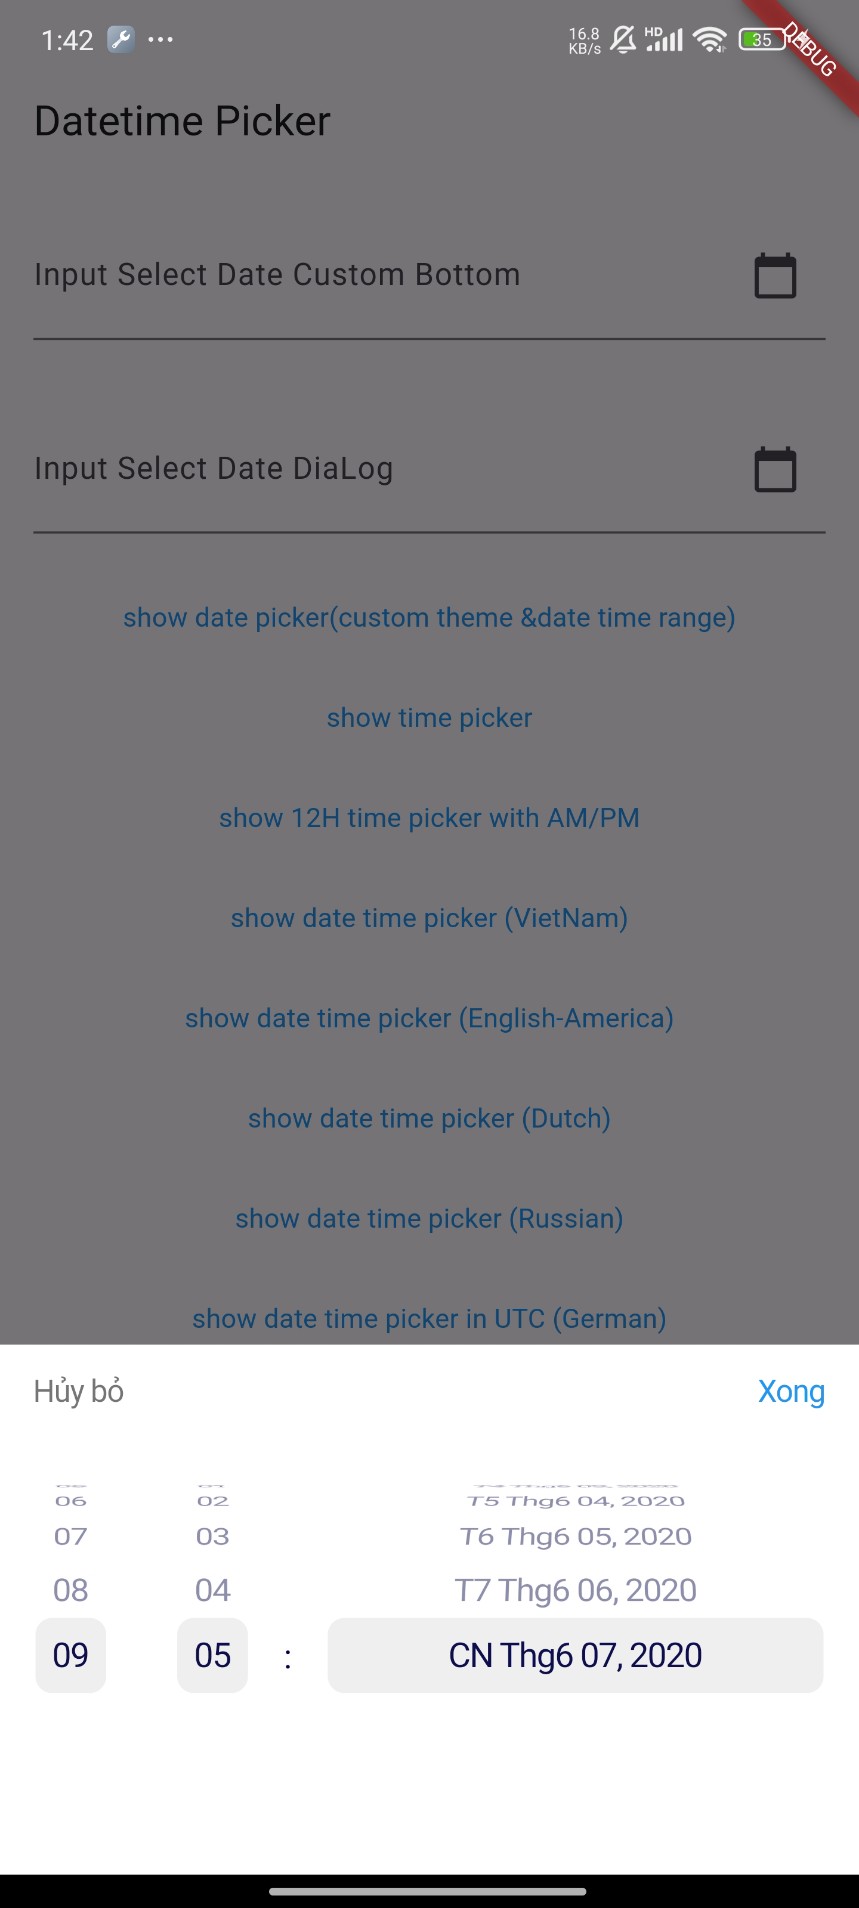 1:42 ... 16.8 KB/s HD 35
DEBUG
Datetime Picker
Input Select Date Custom Bottom
Input Select Date DiaLog
show date picker(custom theme &date time range)
show time picker
show 12H time picker with AM/PM
show date time picker (VietNam)
show date time picker (English-America)
show date time picker (Dutch)
show date time picker (Russian)
show date time picker in UTC (German)
Hủy bỏ Xong
06 02 T5 Thg6 04, 2020
07 03 T6 Thg6 05, 2020
08 04 T7 Thg6 06, 2020
09 05 : CN Thg6 07, 2020